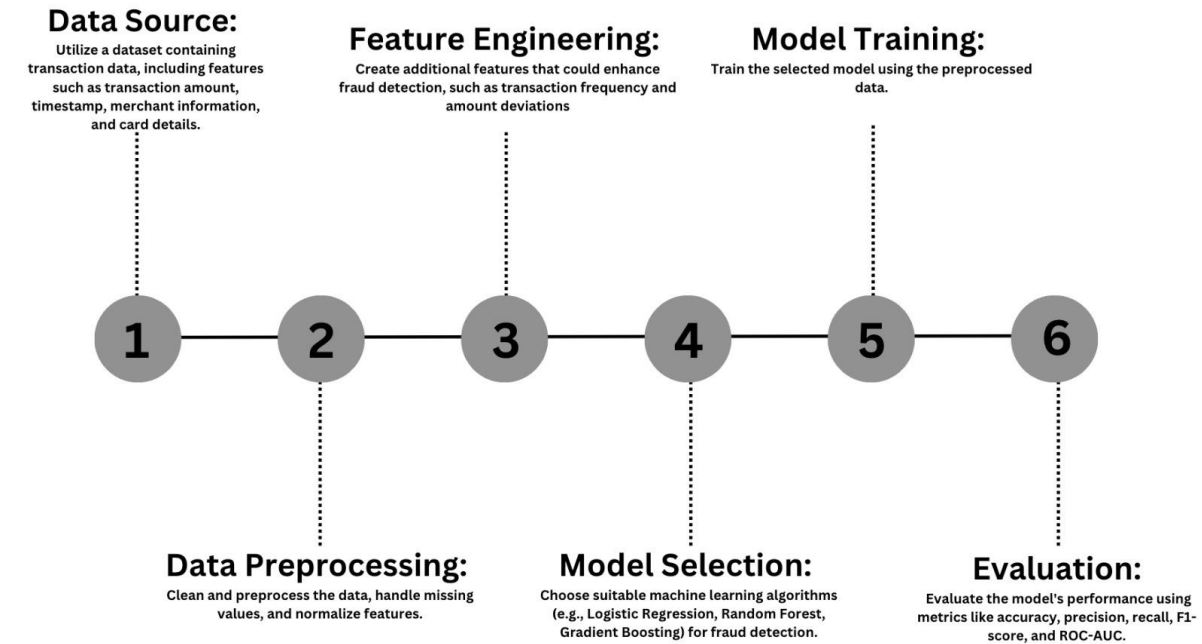 Data Source:
Utilize a dataset containing
transaction data, including features
such as transaction amount,
timestamp, merchant information,
and card details.
Feature Engineering:
Create additional features that could enhance
fraud detection, such as transaction frequency and
amount deviations
Model Training:
Train the selected model using the preprocessed
data.
1
2
3
4
5
6
Data Preprocessing:
Clean and preprocess the data, handle missing
values, and normalize features.
Model Selection:
Choose suitable machine learning algorithms
(e.g., Logistic Regression, Random Forest,
Gradient Boosting) for fraud detection.
Evaluation:
Evaluate the model's performance using
metrics like accuracy, precision, recall, F1-
score, and ROC-AUC.